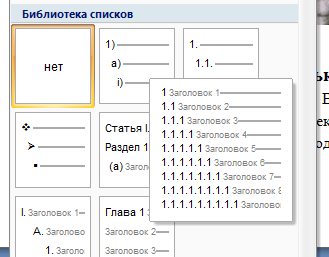 Библиотека списков
нет
1)
a)
i)
1.
1.1.
1 Заголовок 1
1.1 Заголовок 2
1.1.1 Заголовок 3
1.1.1.1 Заголовок 4
1.1.1.1.1 Заголовок 5
1.1.1.1.1.1 Заголовок 6
1.1.1.1.1.1.1 Заголовок 7
1.1.1.1.1.1.1.1 Заголовок 8
1.1.1.1.1.1.1.1.1 Заголовок
Статья I.
Раздел 1
(a) Заголо
I. Заголовок 1
A. Заголов
1. Загол
Глава 1 Заг
Заголовок 2
Заголовок 3